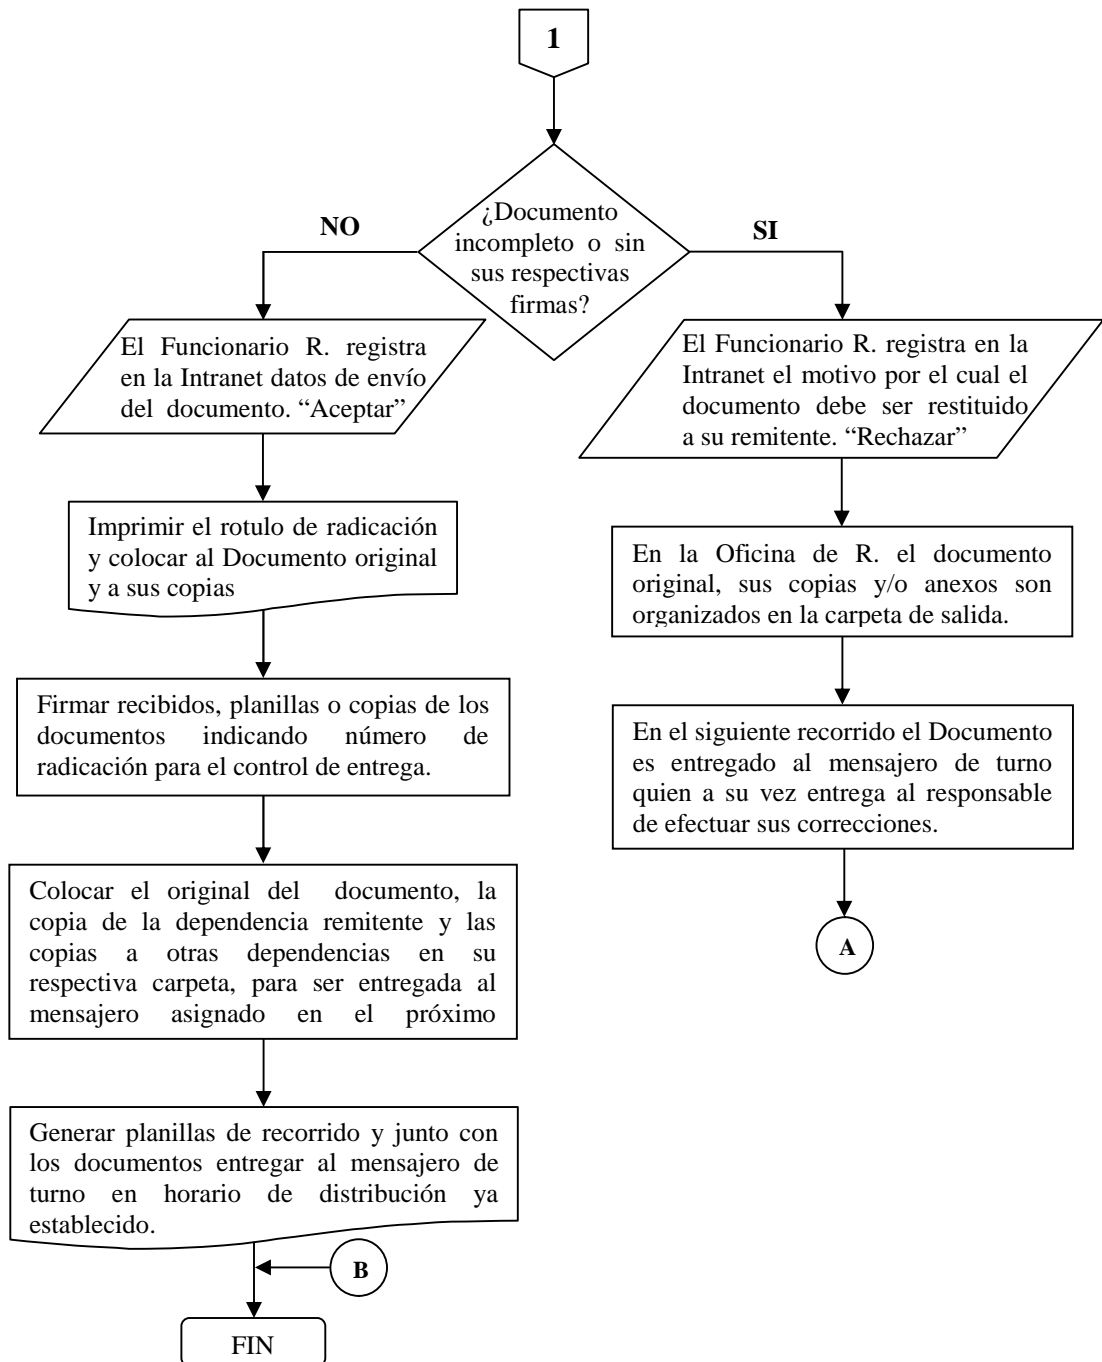 1
¿Documento
incompleto o sin
sus respectivas
firmas?
NO
SI
El Funcionario R. registra
en la Intranet datos de envío
del documento. “Aceptar”
Imprimir el rotulo de radicación
y colocar al Documento original
y a sus copias
Firmar recibidos, planillas o copias de los
documentos indicando número de
radicación para el control de entrega.
Colocar el original del documento, la
copia de la dependencia remitente y las
copias a otras dependencias en su
respectiva carpeta, para ser entregada al
mensajero asignado en el próximo
Generar planillas de recorrido y junto con
los documentos entregar al mensajero de
turno en horario de distribución ya
establecido.
B
FIN
El Funcionario R. registra en la
Intranet el motivo por el cual el
documento debe ser restituido
a su remitente. “Rechazar”
En la Oficina de R. el documento
original, sus copias y/o anexos son
organizados en la carpeta de salida.
En el siguiente recorrido el Documento
es entregado al mensajero de turno
quien a su vez entrega al responsable
de efectuar sus correcciones.
A